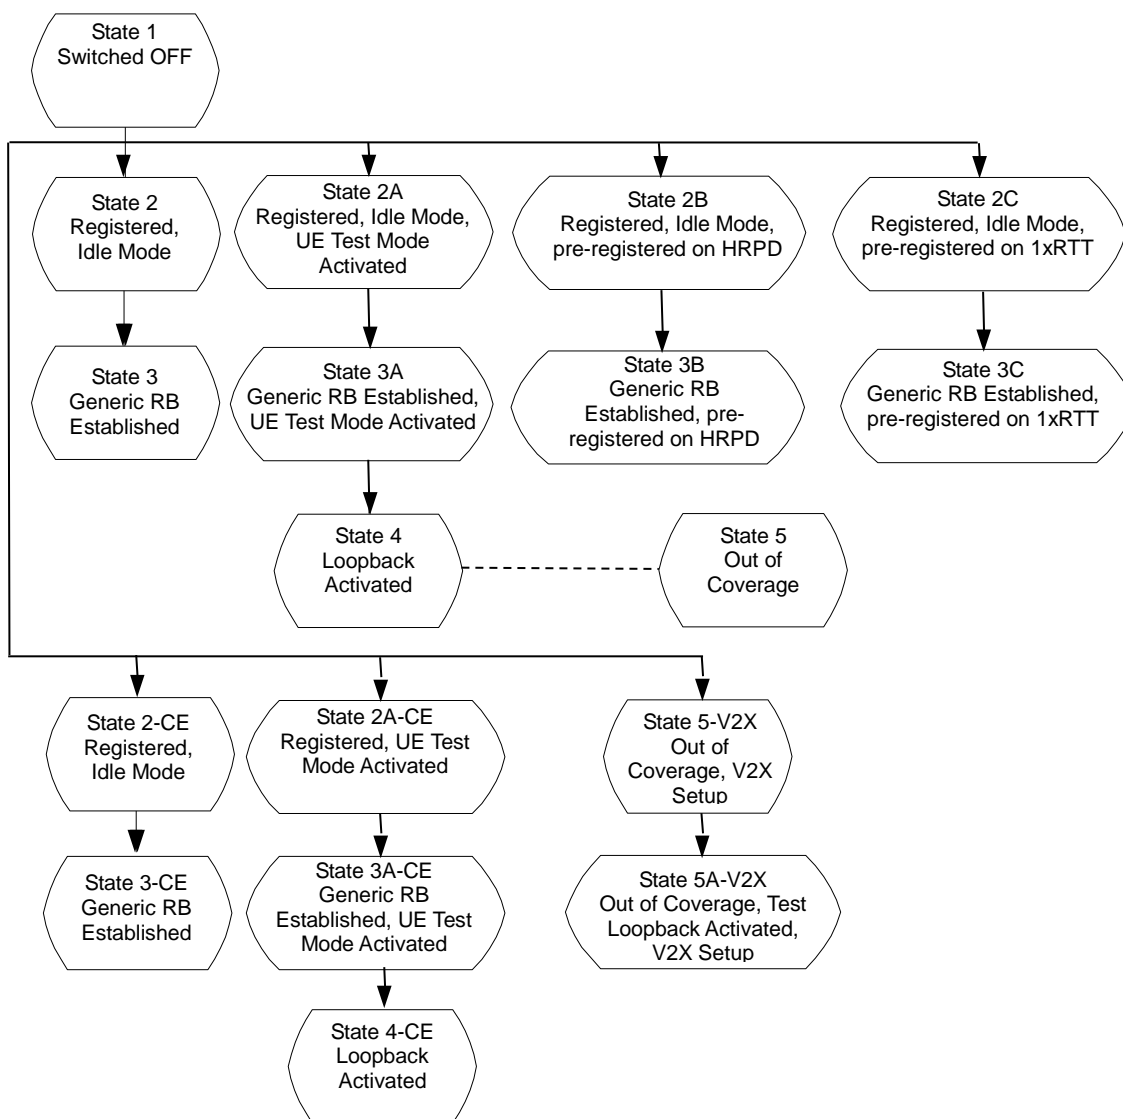 State 1
Switched OFF
State 2
Registered,
Idle Mode
State 2A
Registered, Idle Mode,
UE Test Mode
Activated
State 2B
Registered, Idle Mode,
pre-registered on HRPD
State 2C
Registered, Idle Mode,
pre-registered on 1xRTT
State 3
Generic RB
Established
State 3A
Generic RB Established,
UE Test Mode Activated
State 3B
Generic RB
Established, pre-
registered on HRPD
State 3C
Generic RB Established,
pre-registered on 1xRTT
State 4
Loopback
Activated
State 5
Out of
Coverage
State 2-CE
Registered,
Idle Mode
State 2A-CE
Registered, UE Test
Mode Activated
State 5-V2X
Out of
Coverage, V2X
Setup
State 3-CE
Generic RB
Established
State 3A-CE
Generic RB
Established, UE Test
Mode Activated
State 5A-V2X
Out of Coverage, Test
Loopback Activated,
V2X Setup
State 4-CE
Loopback
Activated